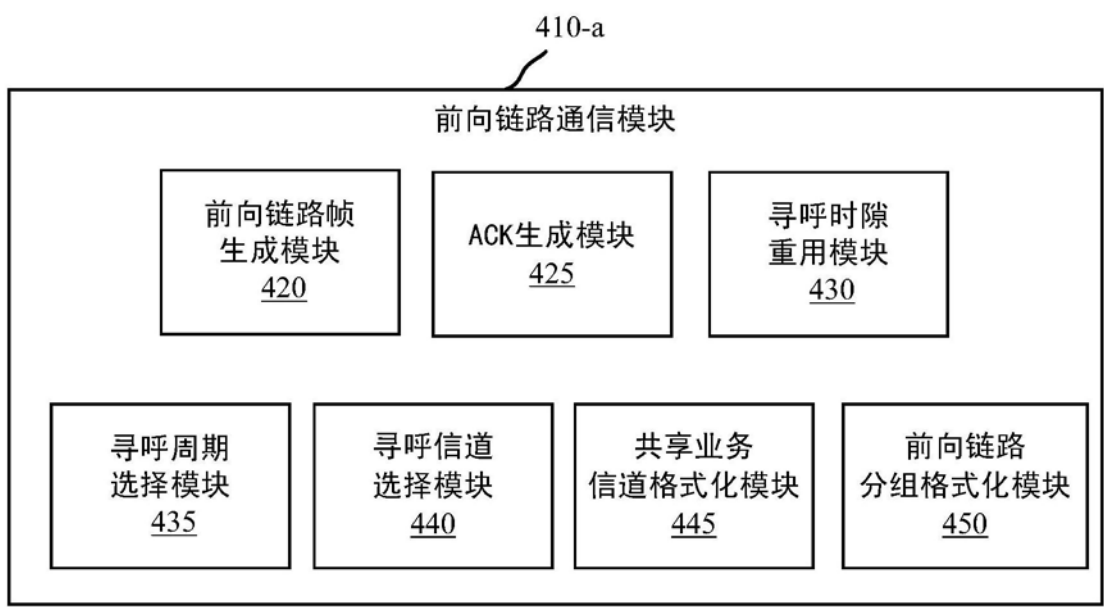 410-a
前向链路通信模块
前向链路帧
生成模块
420
ACK生成模块
425
寻呼时隙
重用模块
430
寻呼周期
选择模块
435
寻呼信道
选择模块
440
共享业务
信道格式化模块
445
前向链路
分组格式化模块
450